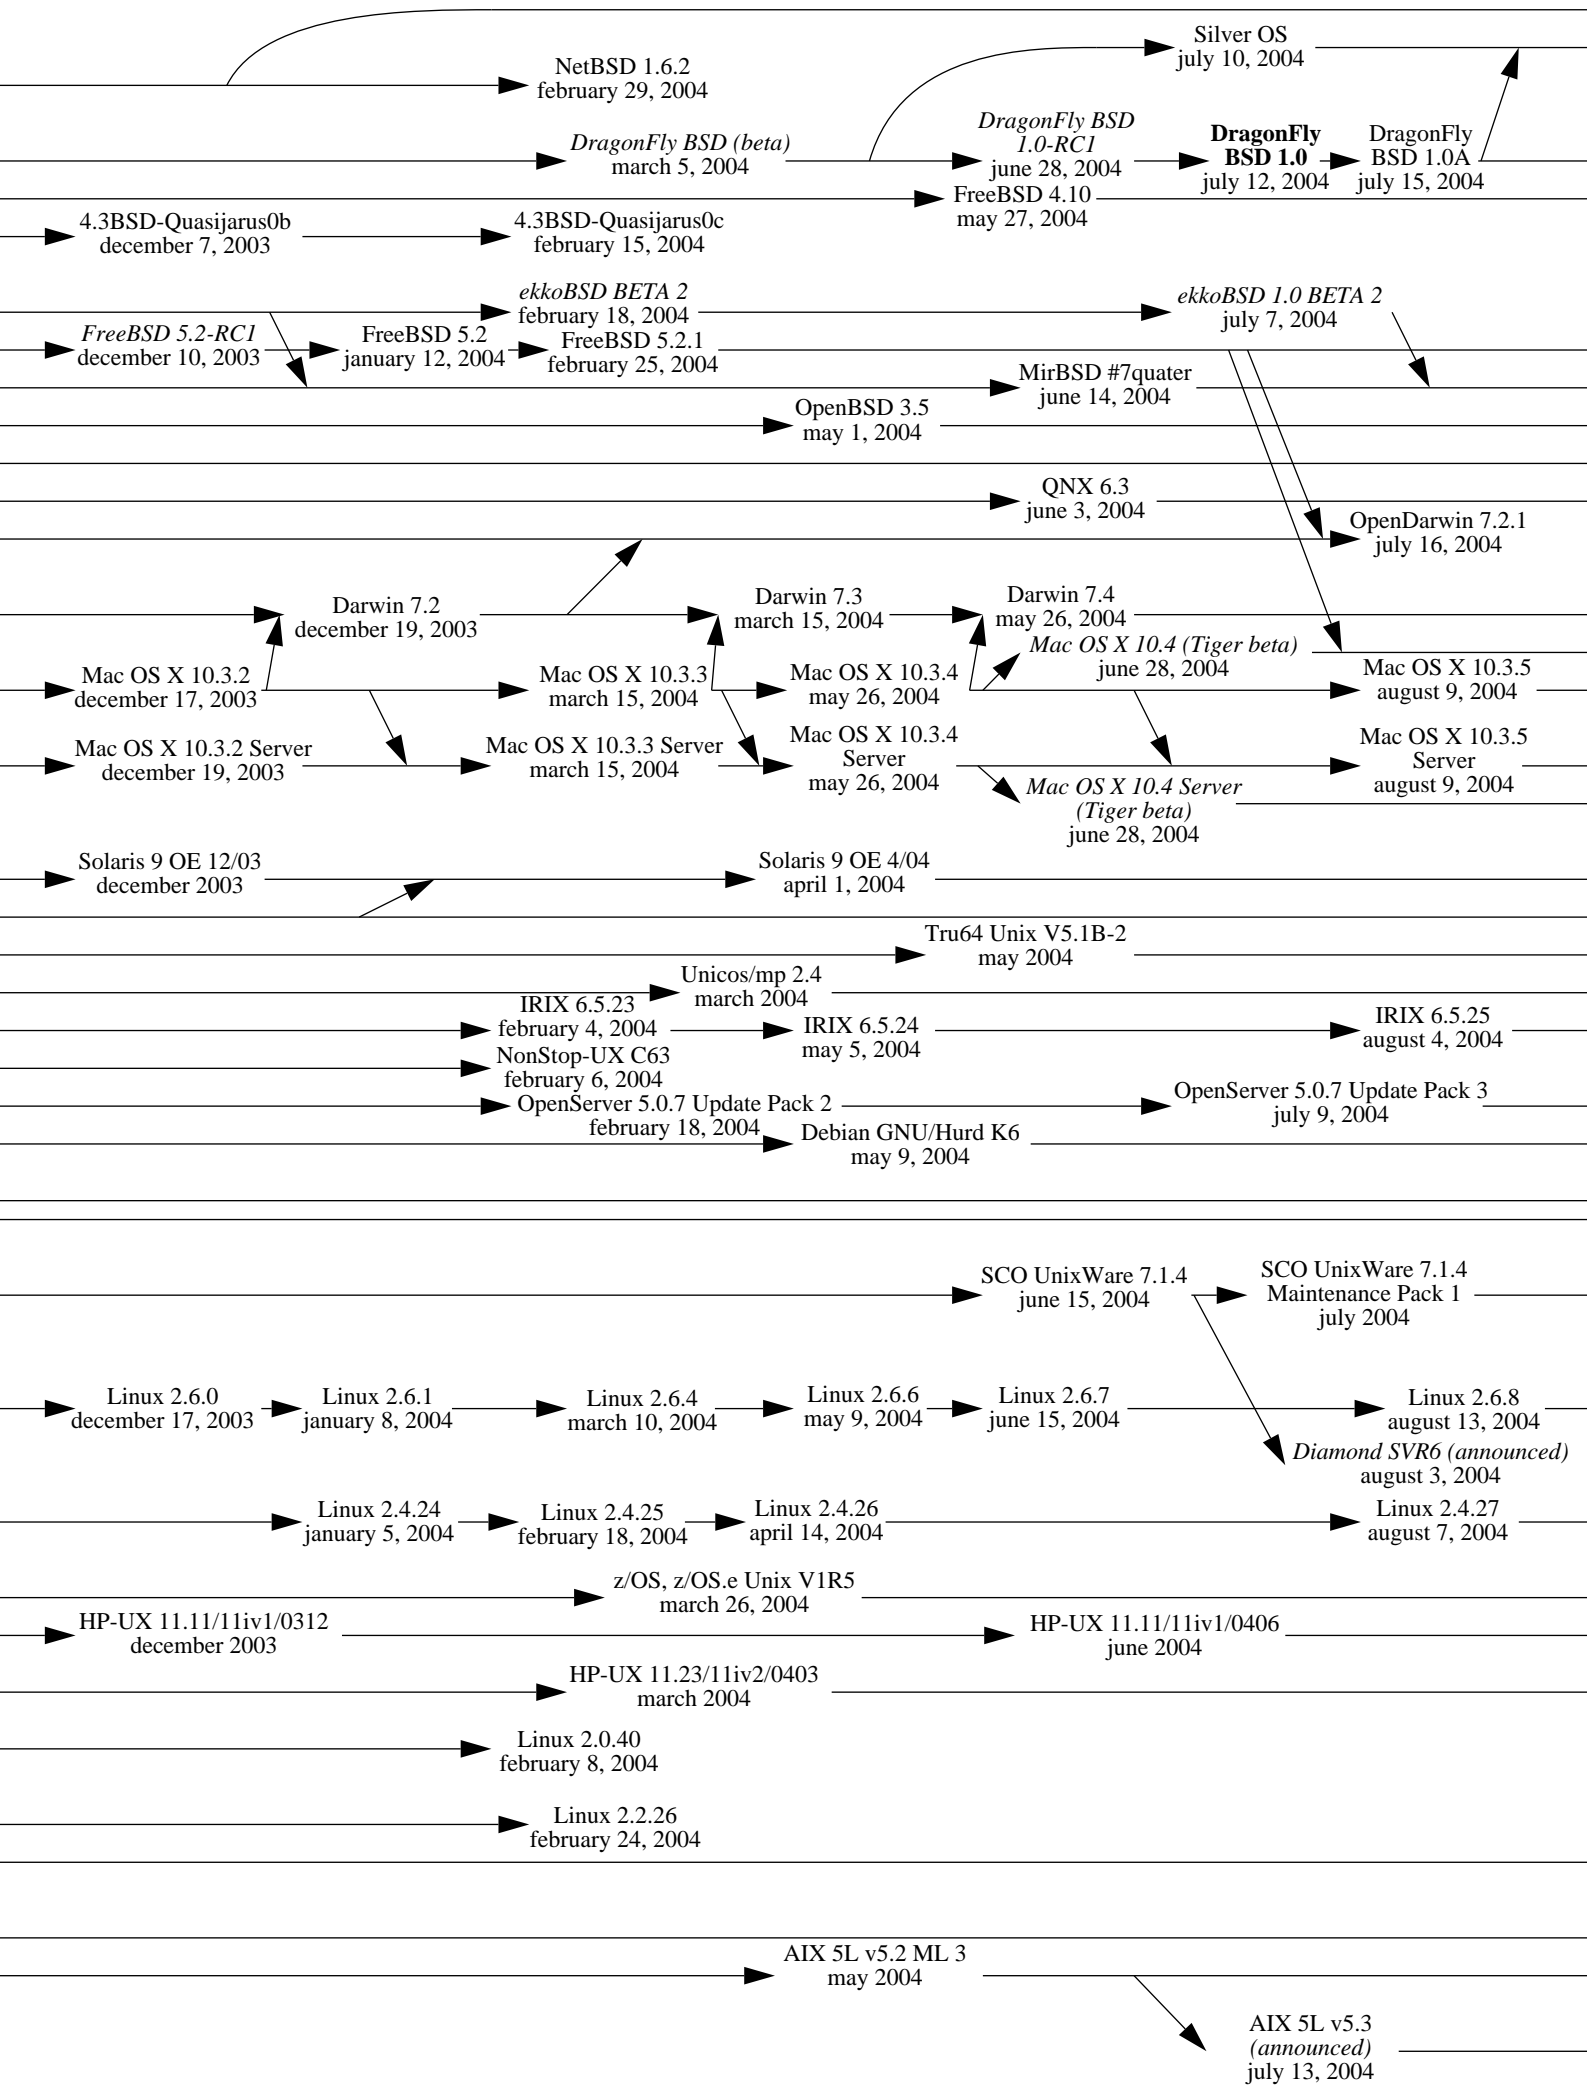 Silver OS
july 10, 2004
NetBSD 1.6.2
february 29, 2004
DragonFly BSD (beta)
march 5, 2004
DragonFly BSD
1.0-RC1
june 28, 2004
DragonFly
BSD 1.0
july 12, 2004
DragonFly
BSD 1.0A
july 15, 2004
FreeBSD 4.10
may 27, 2004
4.3BSD-Quasijarus0b
december 7, 2003
4.3BSD-Quasijarus0c
february 15, 2004
ekkoBSD BETA 2
february 18, 2004
ekkoBSD 1.0 BETA 2
july 7, 2004
FreeBSD 5.2-RC1
december 10, 2003
FreeBSD 5.2
january 12, 2004
FreeBSD 5.2.1
february 25, 2004
MirBSD #7quater
june 14, 2004
OpenBSD 3.5
may 1, 2004
QNX 6.3
june 3, 2004
OpenDarwin 7.2.1
july 16, 2004
Darwin 7.2
december 19, 2003
Darwin 7.3
march 15, 2004
Darwin 7.4
may 26, 2004
Mac OS X 10.4 (Tiger beta)
june 28, 2004
Mac OS X 10.3.2
december 17, 2003
Mac OS X 10.3.3
march 15, 2004
Mac OS X 10.3.4
may 26, 2004
Mac OS X 10.3.5
august 9, 2004
Mac OS X 10.3.2 Server
december 19, 2003
Mac OS X 10.3.3 Server
march 15, 2004
Mac OS X 10.3.4
Server
may 26, 2004
Mac OS X 10.3.5
Server
august 9, 2004
Mac OS X 10.4 Server
(Tiger beta)
june 28, 2004
Solaris 9 OE 12/03
december 2003
Solaris 9 OE 4/04
april 1, 2004
Tru64 Unix V5.1B-2
may 2004
Unicos/mp 2.4
march 2004
IRIX 6.5.23
february 4, 2004
IRIX 6.5.24
may 5, 2004
IRIX 6.5.25
august 4, 2004
NonStop-UX C63
february 6, 2004
OpenServer 5.0.7 Update Pack 2
february 18, 2004
OpenServer 5.0.7 Update Pack 3
july 9, 2004
Debian GNU/Hurd K6
may 9, 2004
SCO UnixWare 7.1.4
june 15, 2004
SCO UnixWare 7.1.4
Maintenance Pack 1
july 2004
Linux 2.6.0
december 17, 2003
Linux 2.6.1
january 8, 2004
Linux 2.6.4
march 10, 2004
Linux 2.6.6
may 9, 2004
Linux 2.6.7
june 15, 2004
Linux 2.6.8
august 13, 2004
Diamond SVR6 (announced)
august 3, 2004
Linux 2.4.24
january 5, 2004
Linux 2.4.25
february 18, 2004
Linux 2.4.26
april 14, 2004
Linux 2.4.27
august 7, 2004
z/OS, z/OS.e Unix V1R5
march 26, 2004
HP-UX 11.11/11iv1/0312
december 2003
HP-UX 11.11/11iv1/0406
june 2004
HP-UX 11.23/11iv2/0403
march 2004
Linux 2.0.40
february 8, 2004
Linux 2.2.26
february 24, 2004
AIX 5L v5.2 ML 3
may 2004
AIX 5L v5.3
(announced)
july 13, 2004